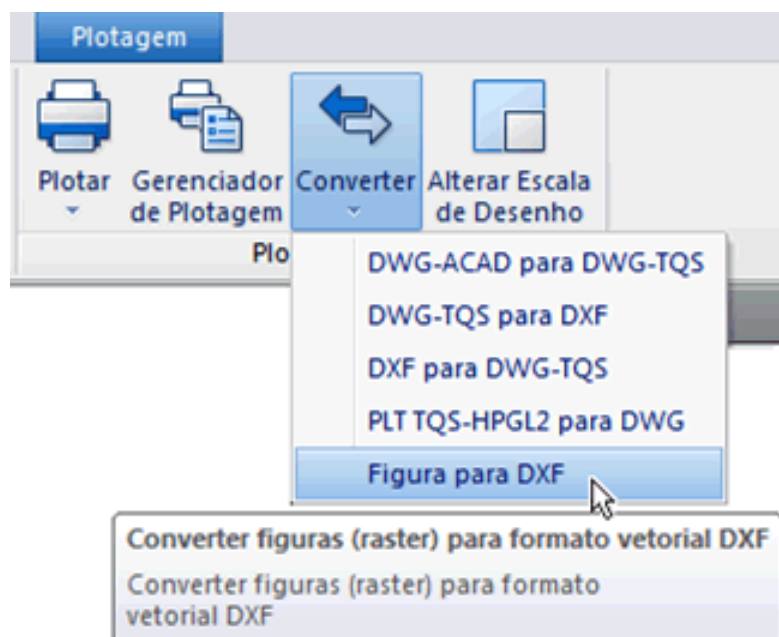 Plotagem
Plotar
Gerenciador
de Plotagem
Converter
Alterar Escala
de Desenho
Plo
DWG-ACAD para DWG-TQS
DWG-TQS para DXF
DXF para DWG-TQS
PLT TQS-HPGL2 para DWG
Figura para DXF
Converter figuras (raster) para formato vetorial DXF
Converter figuras (raster) para formato
vetorial DXF